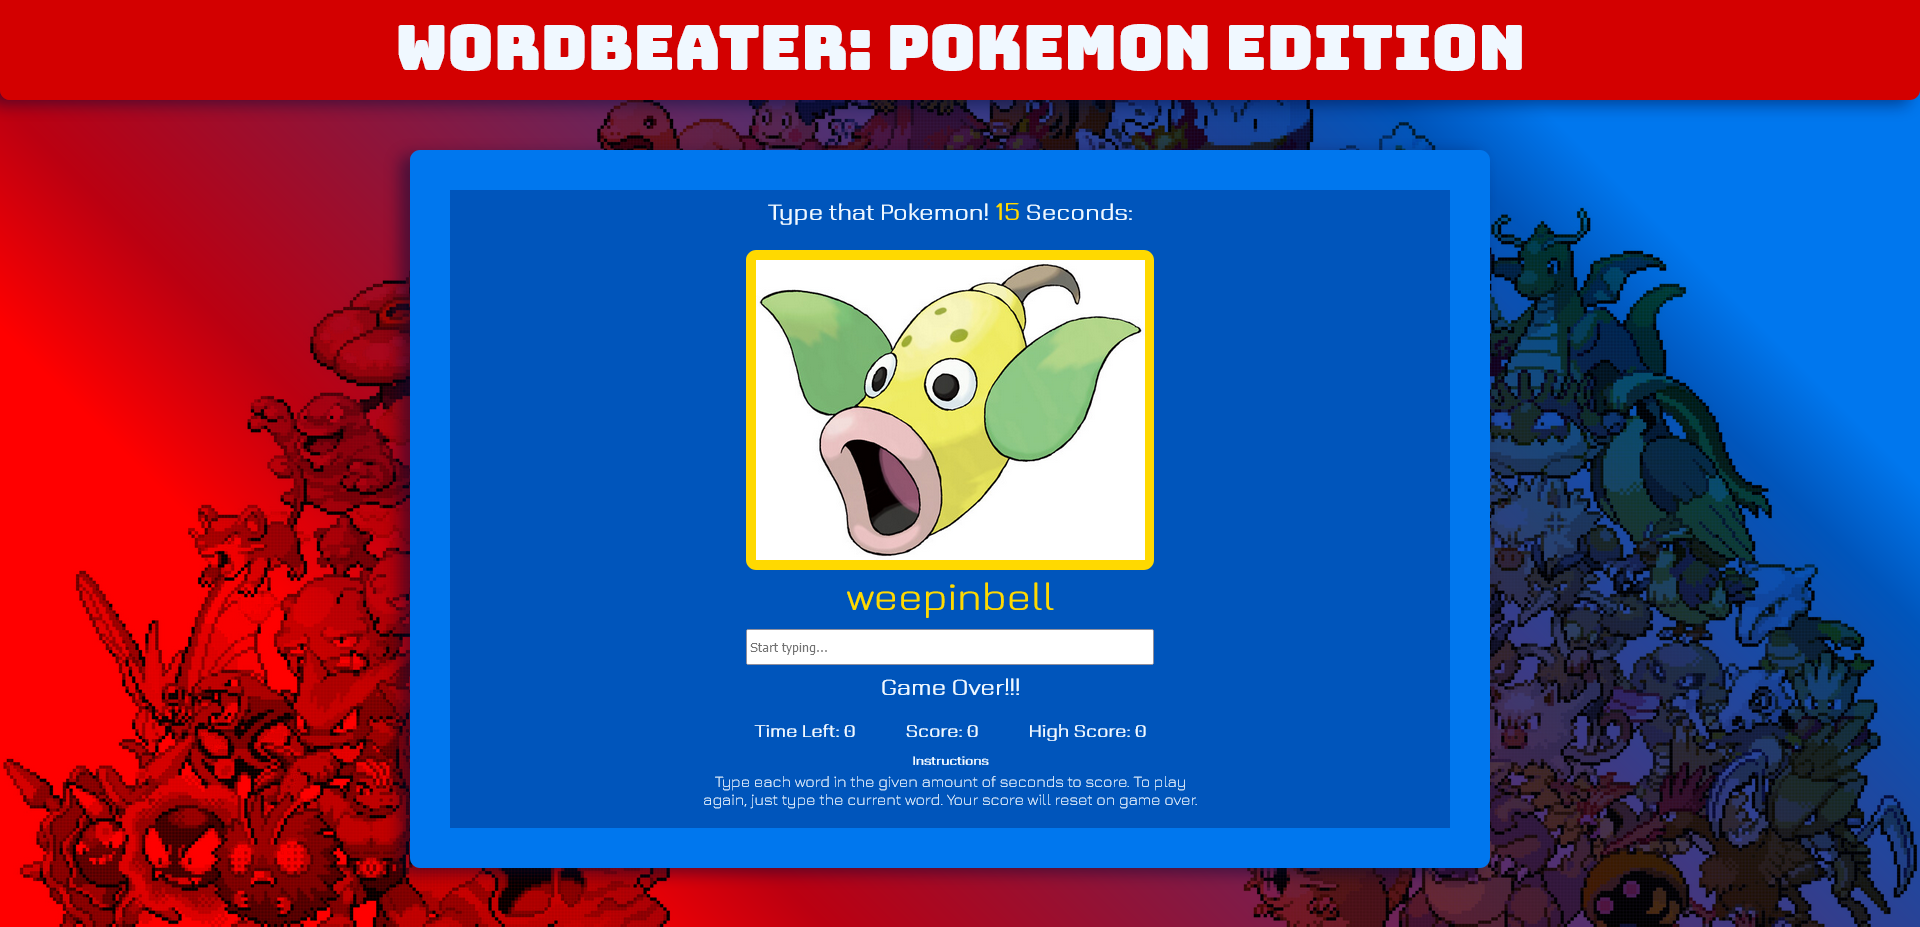 WORDBEATER: POKEMON EDITION
Type that Pokemon! 15 Seconds:
weepinbell
Start typing...
Game Over!!!
Time Left: 0 Score: 0 High Score: 0
Instructions
Type each word in the given amount of seconds to score. To play
again, just type the current word. Your score will reset on game over.